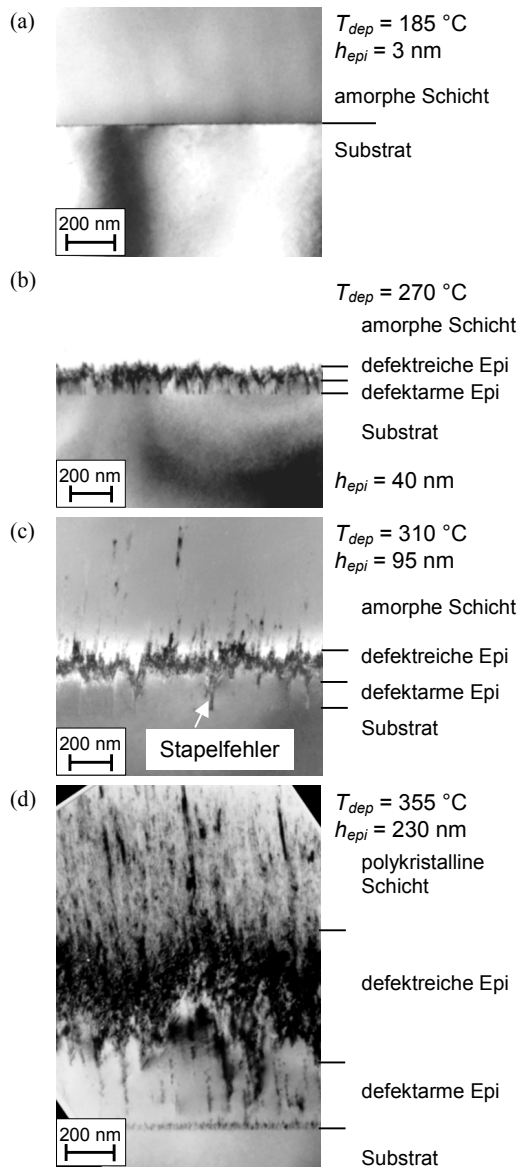 (a)
T_dep = 185 °C
h_epi = 3 nm
amorphe Schicht
Substrat
200 nm
(b)
T_dep = 270 °C
amorphe Schicht
defektreiche Epi
defektarme Epi
Substrat
h_epi = 40 nm
200 nm
(c)
T_dep = 310 °C
h_epi = 95 nm
amorphe Schicht
defektreiche Epi
defektarme Epi
Substrat
Stapelfehler
200 nm
(d)
T_dep = 355 °C
h_epi = 230 nm
polykristalline
Schicht
defektreiche Epi
defektarme Epi
200 nm
Substrat